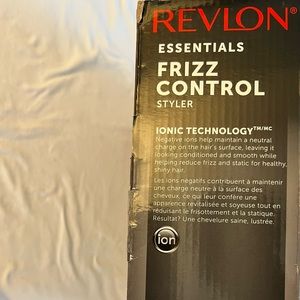 REVLON
ESSENTIALS
FRIZZ
CONTROL
STYLER
IONIC TECHNOLOGY™/MC
Negative ions help maintain a neutral
charge on the hair's surface, leaving it
looking conditioned and smooth while
helping reduce frizz and static for healthy,
shiny hair.
Les ions négatifs contribuent à maintenir
une charge neutre à la surface des
cheveux, ce qui leur confère une
apparence revitalisée et soyeuse tout en
réduisant le frisottement et la statique.
Résultat? Une chevelure saine, lustrée.
ion